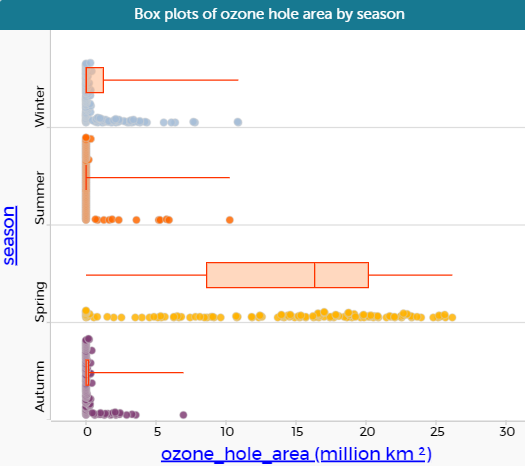 Box plots of ozone hole area by season
Winter
Summer
Spring
Autumn
season
0 5 10 15 20 25 30
ozone_hole_area (million km ²)